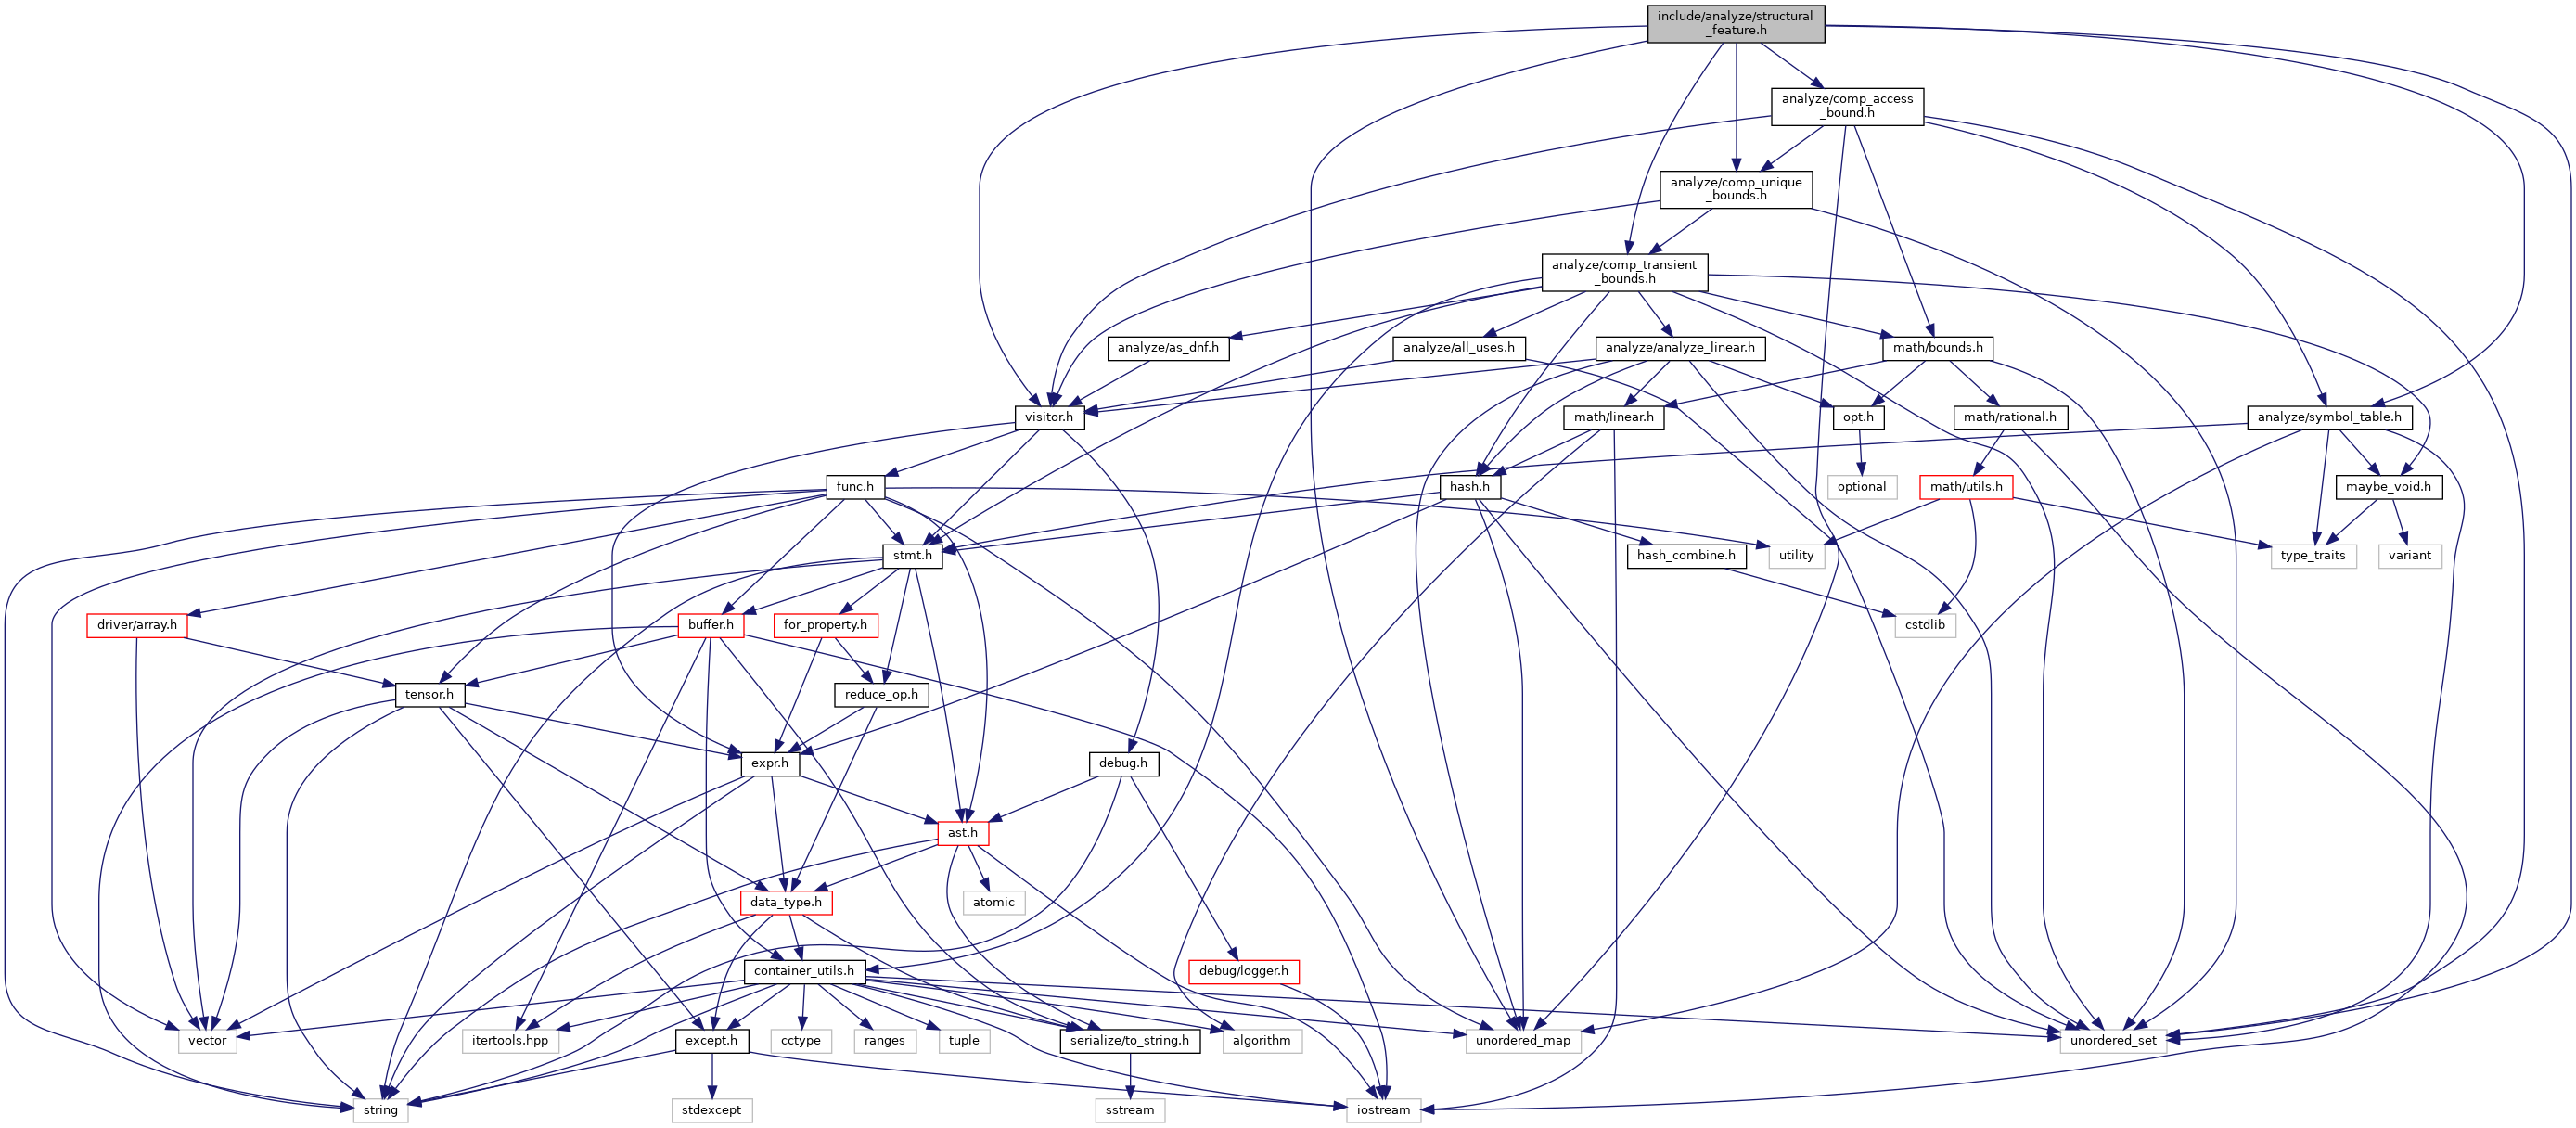 include/analyze/structural
_feature.h
analyze/comp_access
_bound.h
analyze/comp_unique
_bounds.h
analyze/comp_transient
_bounds.h
analyze/as_dnf.h
analyze/all_uses.h
analyze/analyze_linear.h
math/bounds.h
visitor.h
math/linear.h
opt.h
math/rational.h
analyze/symbol_table.h
func.h
hash.h
optional
math/utils.h
maybe_void.h
stmt.h
hash_combine.h
utility
type_traits
variant
driver/array.h
buffer.h
for_property.h
cstdlib
tensor.h
reduce_op.h
expr.h
debug.h
ast.h
data_type.h
atomic
container_utils.h
debug/logger.h
vector
itertools.hpp
except.h
cctype
ranges
tuple
serialize/to_string.h
algorithm
unordered_map
unordered_set
string
stdexcept
sstream
iostream